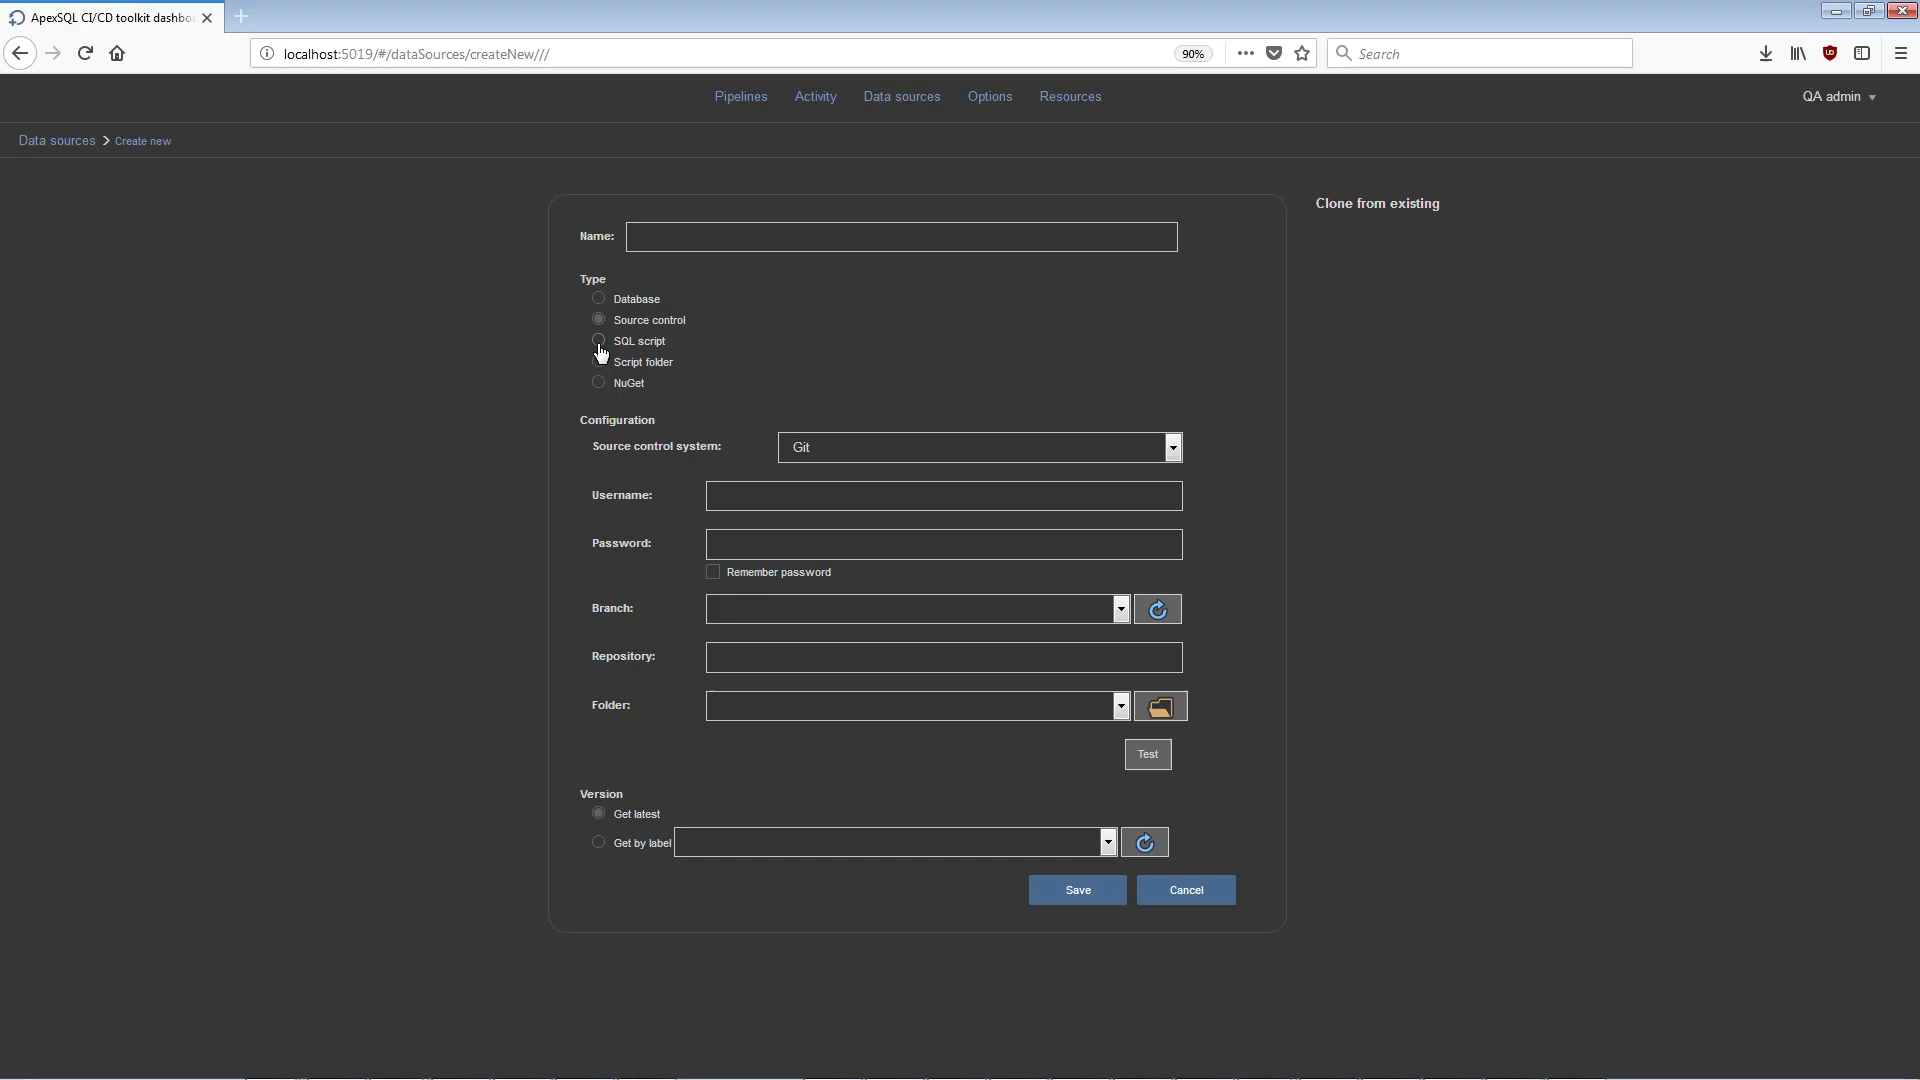 ApexSQL CI/CD toolkit dashbo
localhost:5019/#/dataSources/createNew///
90%
Search
Pipelines
Activity
Data sources
Options
Resources
QA admin
Data sources
Create new
Clone from existing
Name:
Type
Database
Source control
SQL script
Script folder
NuGet
Configuration
Source control system:
Git
Username:
Password:
Remember password
Branch:
Repository:
Folder:
Test
Version
Get latest
Get by label
Save
Cancel